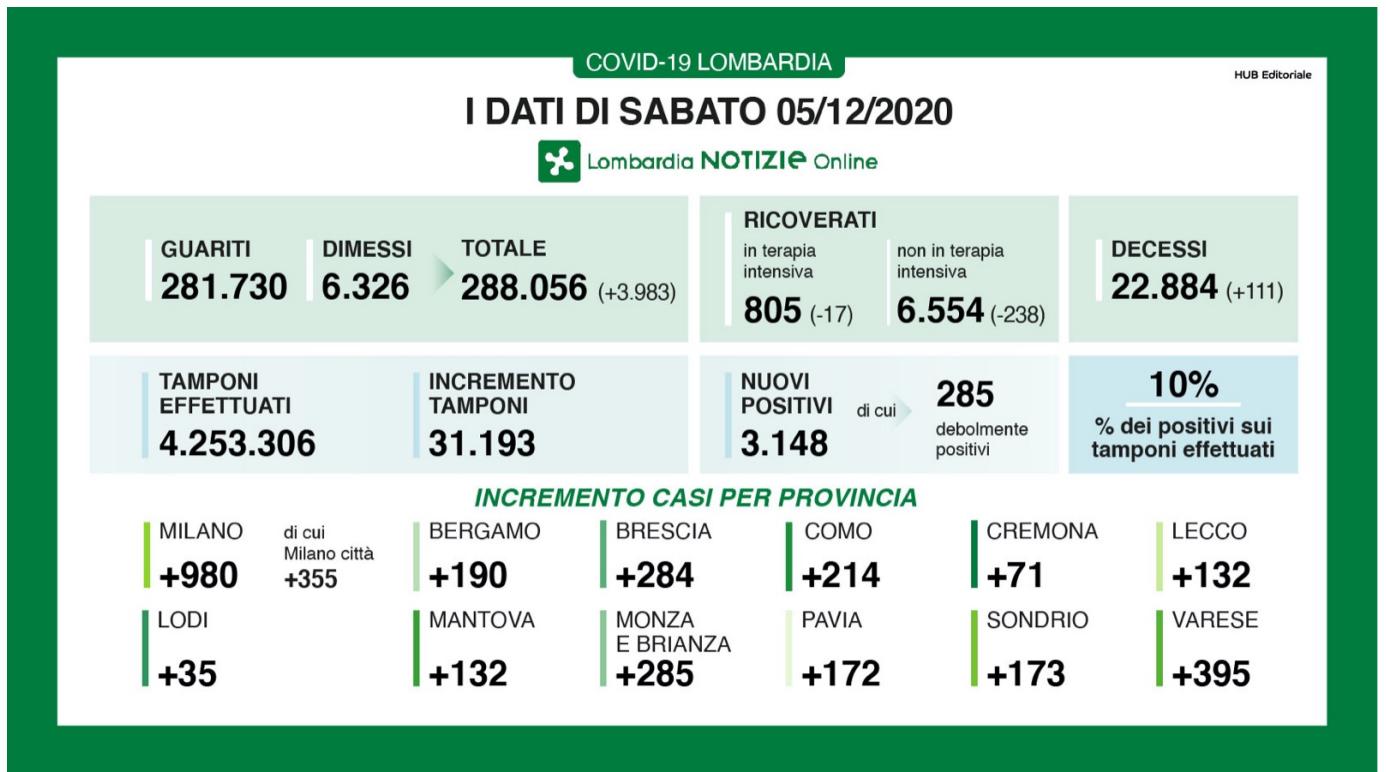 COVID-19 LOMBARDIA
HUB Editoriale
I DATI DI SABATO 05/12/2020
Lombardia NOTIZIE Online
GUARITI
281.730
DIMESSI
6.326
TOTALE
288.056 (+3.983)
RICOVERATI
in terapia
intensiva
805 (-17)
non in terapia
intensiva
6.554 (-238)
DECESSI
22.884 (+111)
TAMPONI
EFFETTUATI
4.253.306
INCREMENTO
TAMPONI
31.193
NUOVI
POSITIVI
3.148
di cui
285
debolmente
positivi
10%
% dei positivi sui
tamponi effettuati
INCREMENTO CASI PER PROVINCIA
MILANO
+980
di cui
Milano città
+355
BERGAMO
+190
BRESCIA
+284
COMO
+214
CREMONA
+71
LECCO
+132
LODI
+35
MANTOVA
+132
MONZA
E BRIANZA
+285
PAVIA
+172
SONDRIO
+173
VARESE
+395